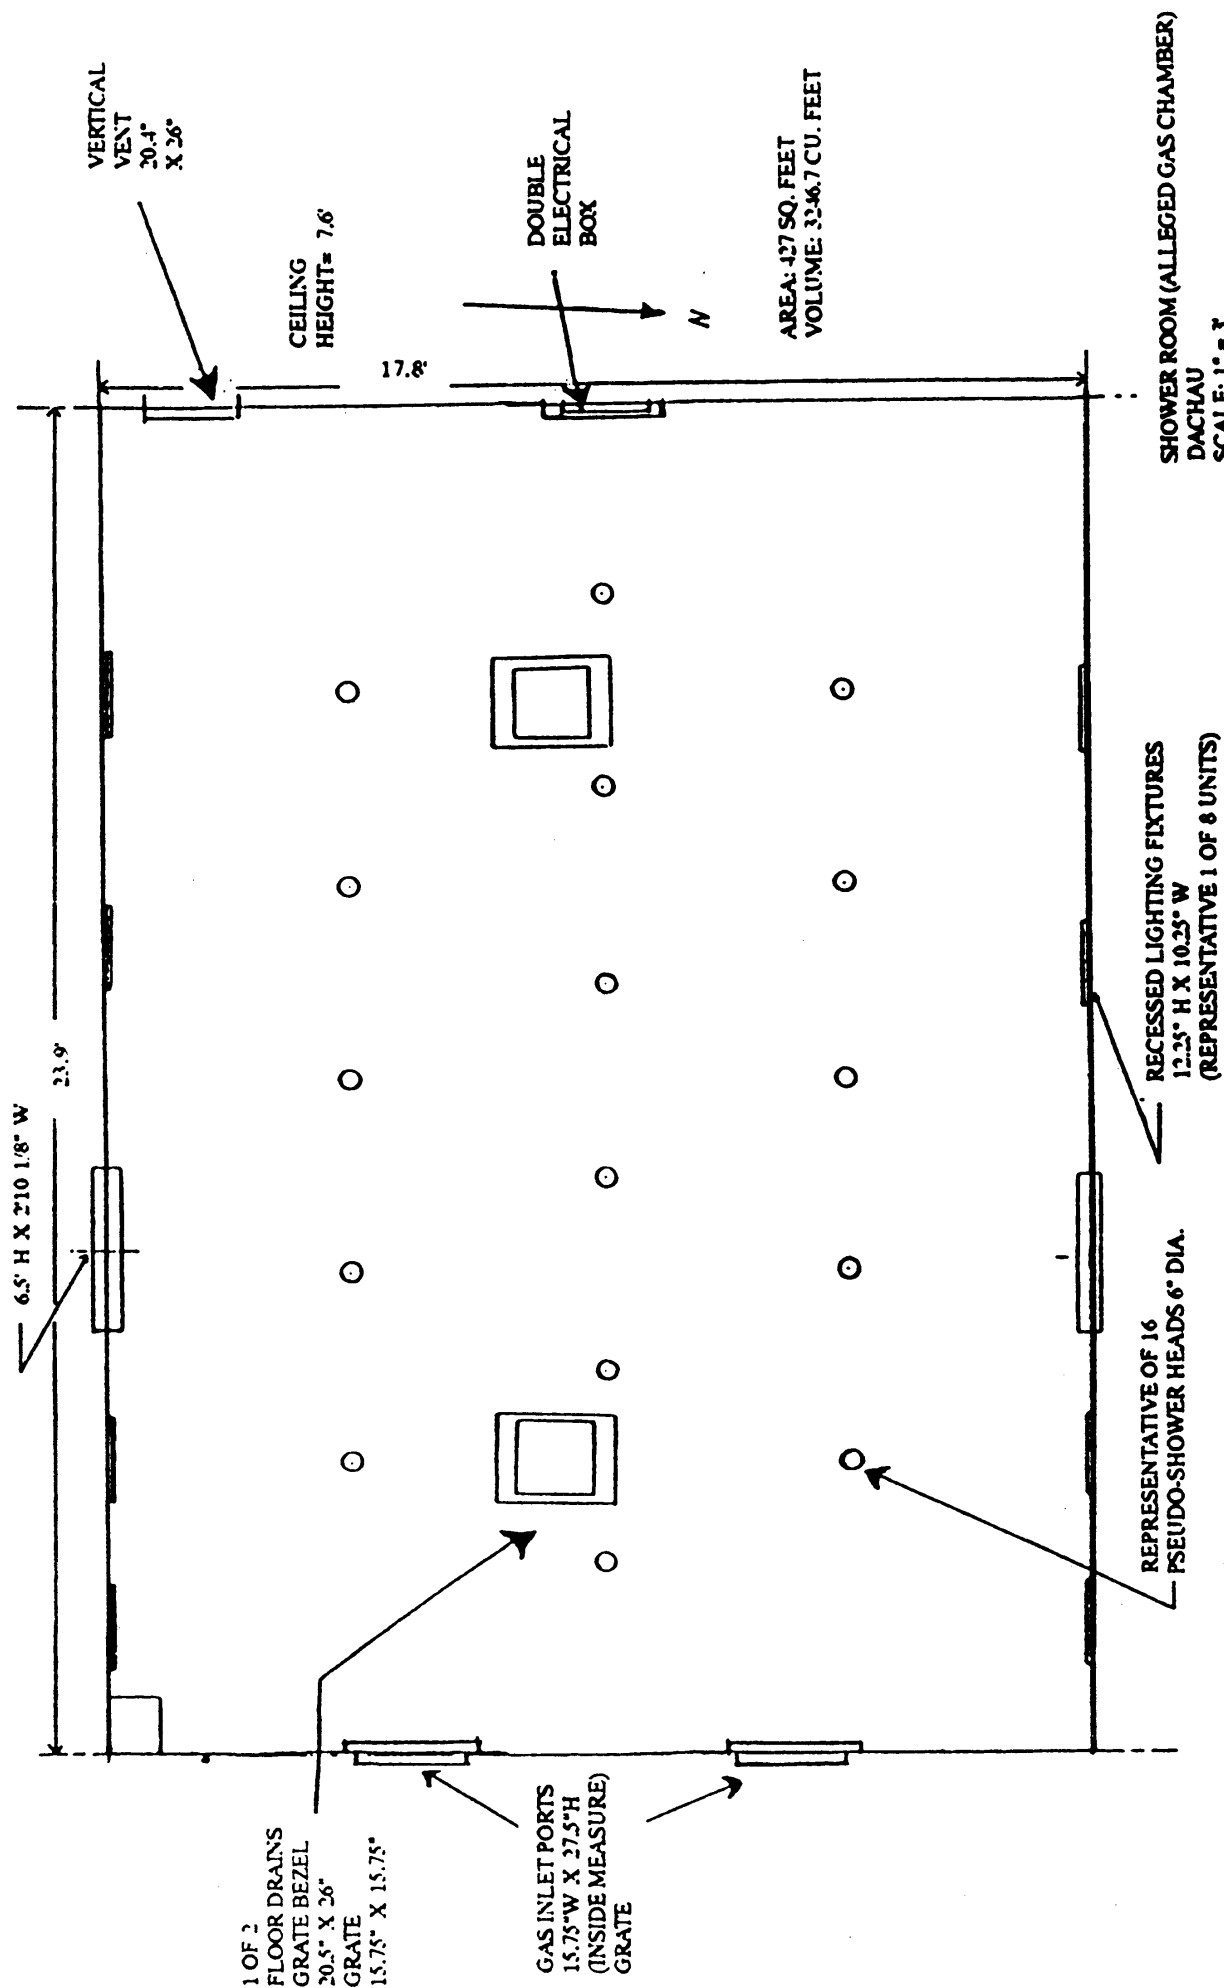 VERTICAL
VENT
20.4"
X 26"
CEILING
HEIGHT= 7.6'
17.8'
DOUBLE
ELECTRICAL
BOX
N
AREA: 427 SQ. FEET
VOLUME: 3246.7 CU. FEET
6.5' H X 2'10 1/8" W
23.9'
1 OF 2
FLOOR DRAINS
GRATE BEZEL
20.5" X 26"
GRATE
15.75" X 15.75"
GAS INLET PORTS
15.75"W X 27.5"H
(INSIDE MEASURE)
GRATE
REPRESENTATIVE OF 16
PSEUDO-SHOWER HEADS 6" DIA.
RECESSED LIGHTING FIXTURES
12.25" H X 10.25" W
(REPRESENTATIVE 1 OF 8 UNITS)
SHOWER ROOM (ALLEGED GAS CHAMBER)
DACHAU
SCALE: 1" = 3'